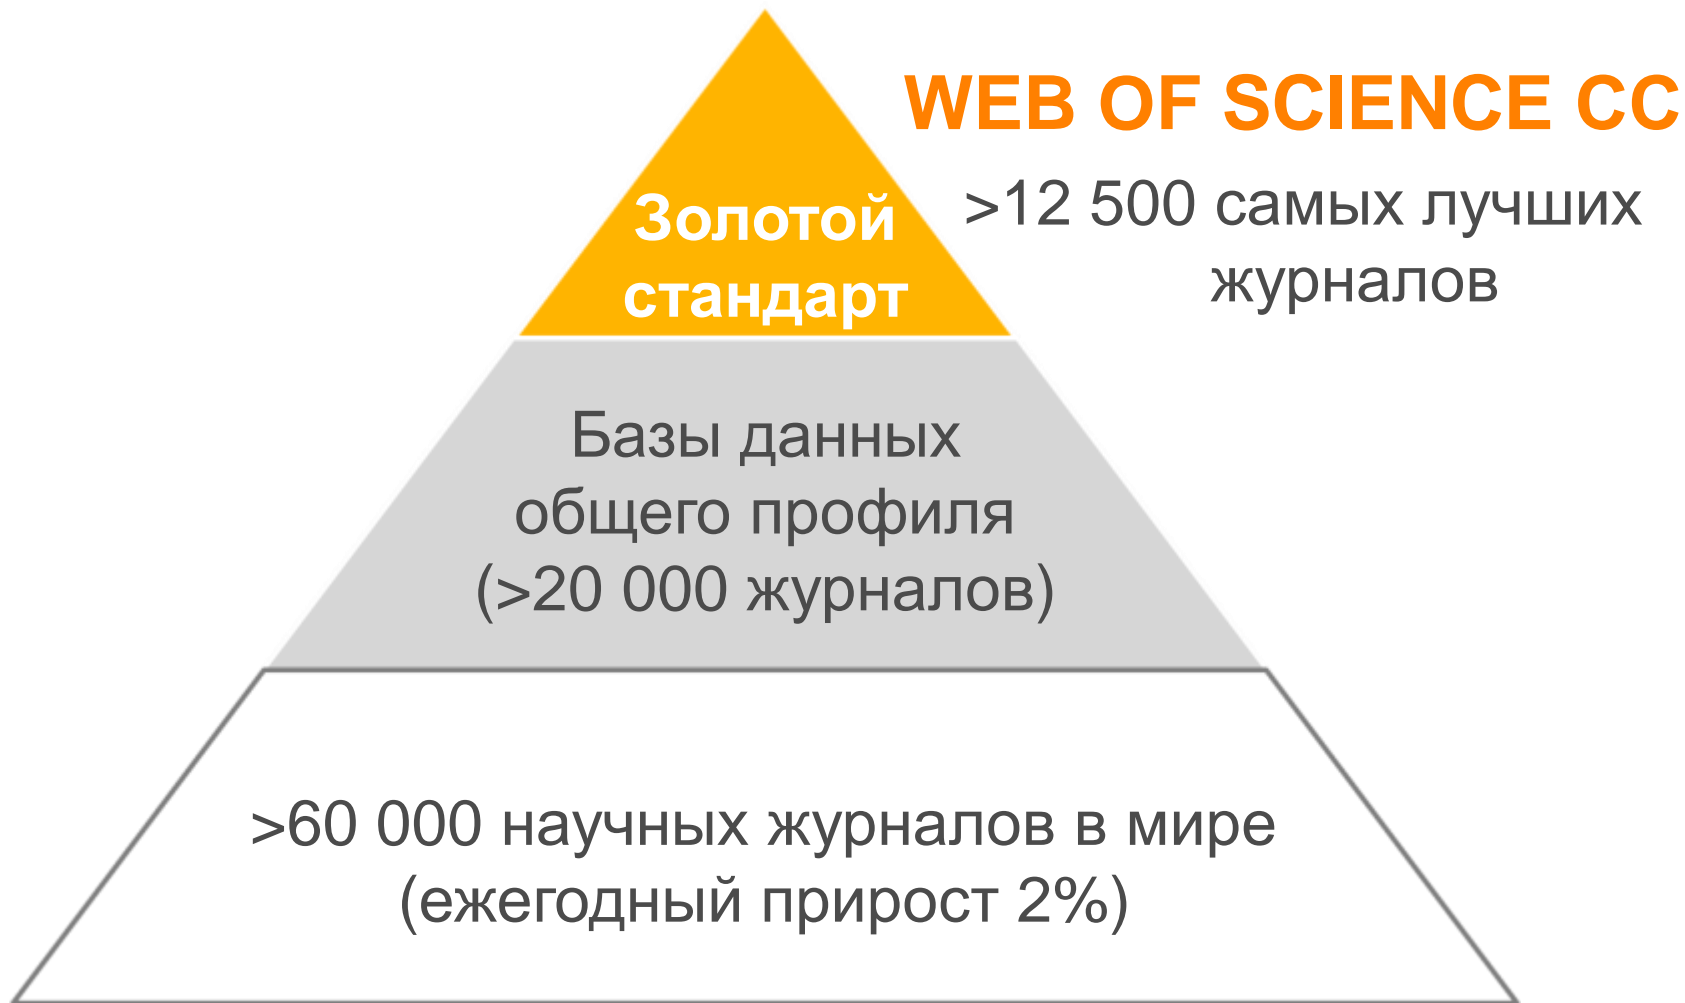 WEB OF SCIENCE CC
>12 500 самых лучших
журналов
Золотой
стандарт
Базы данных
общего профиля
(>20 000 журналов)
>60 000 научных журналов в мире
(ежегодный прирост 2%)